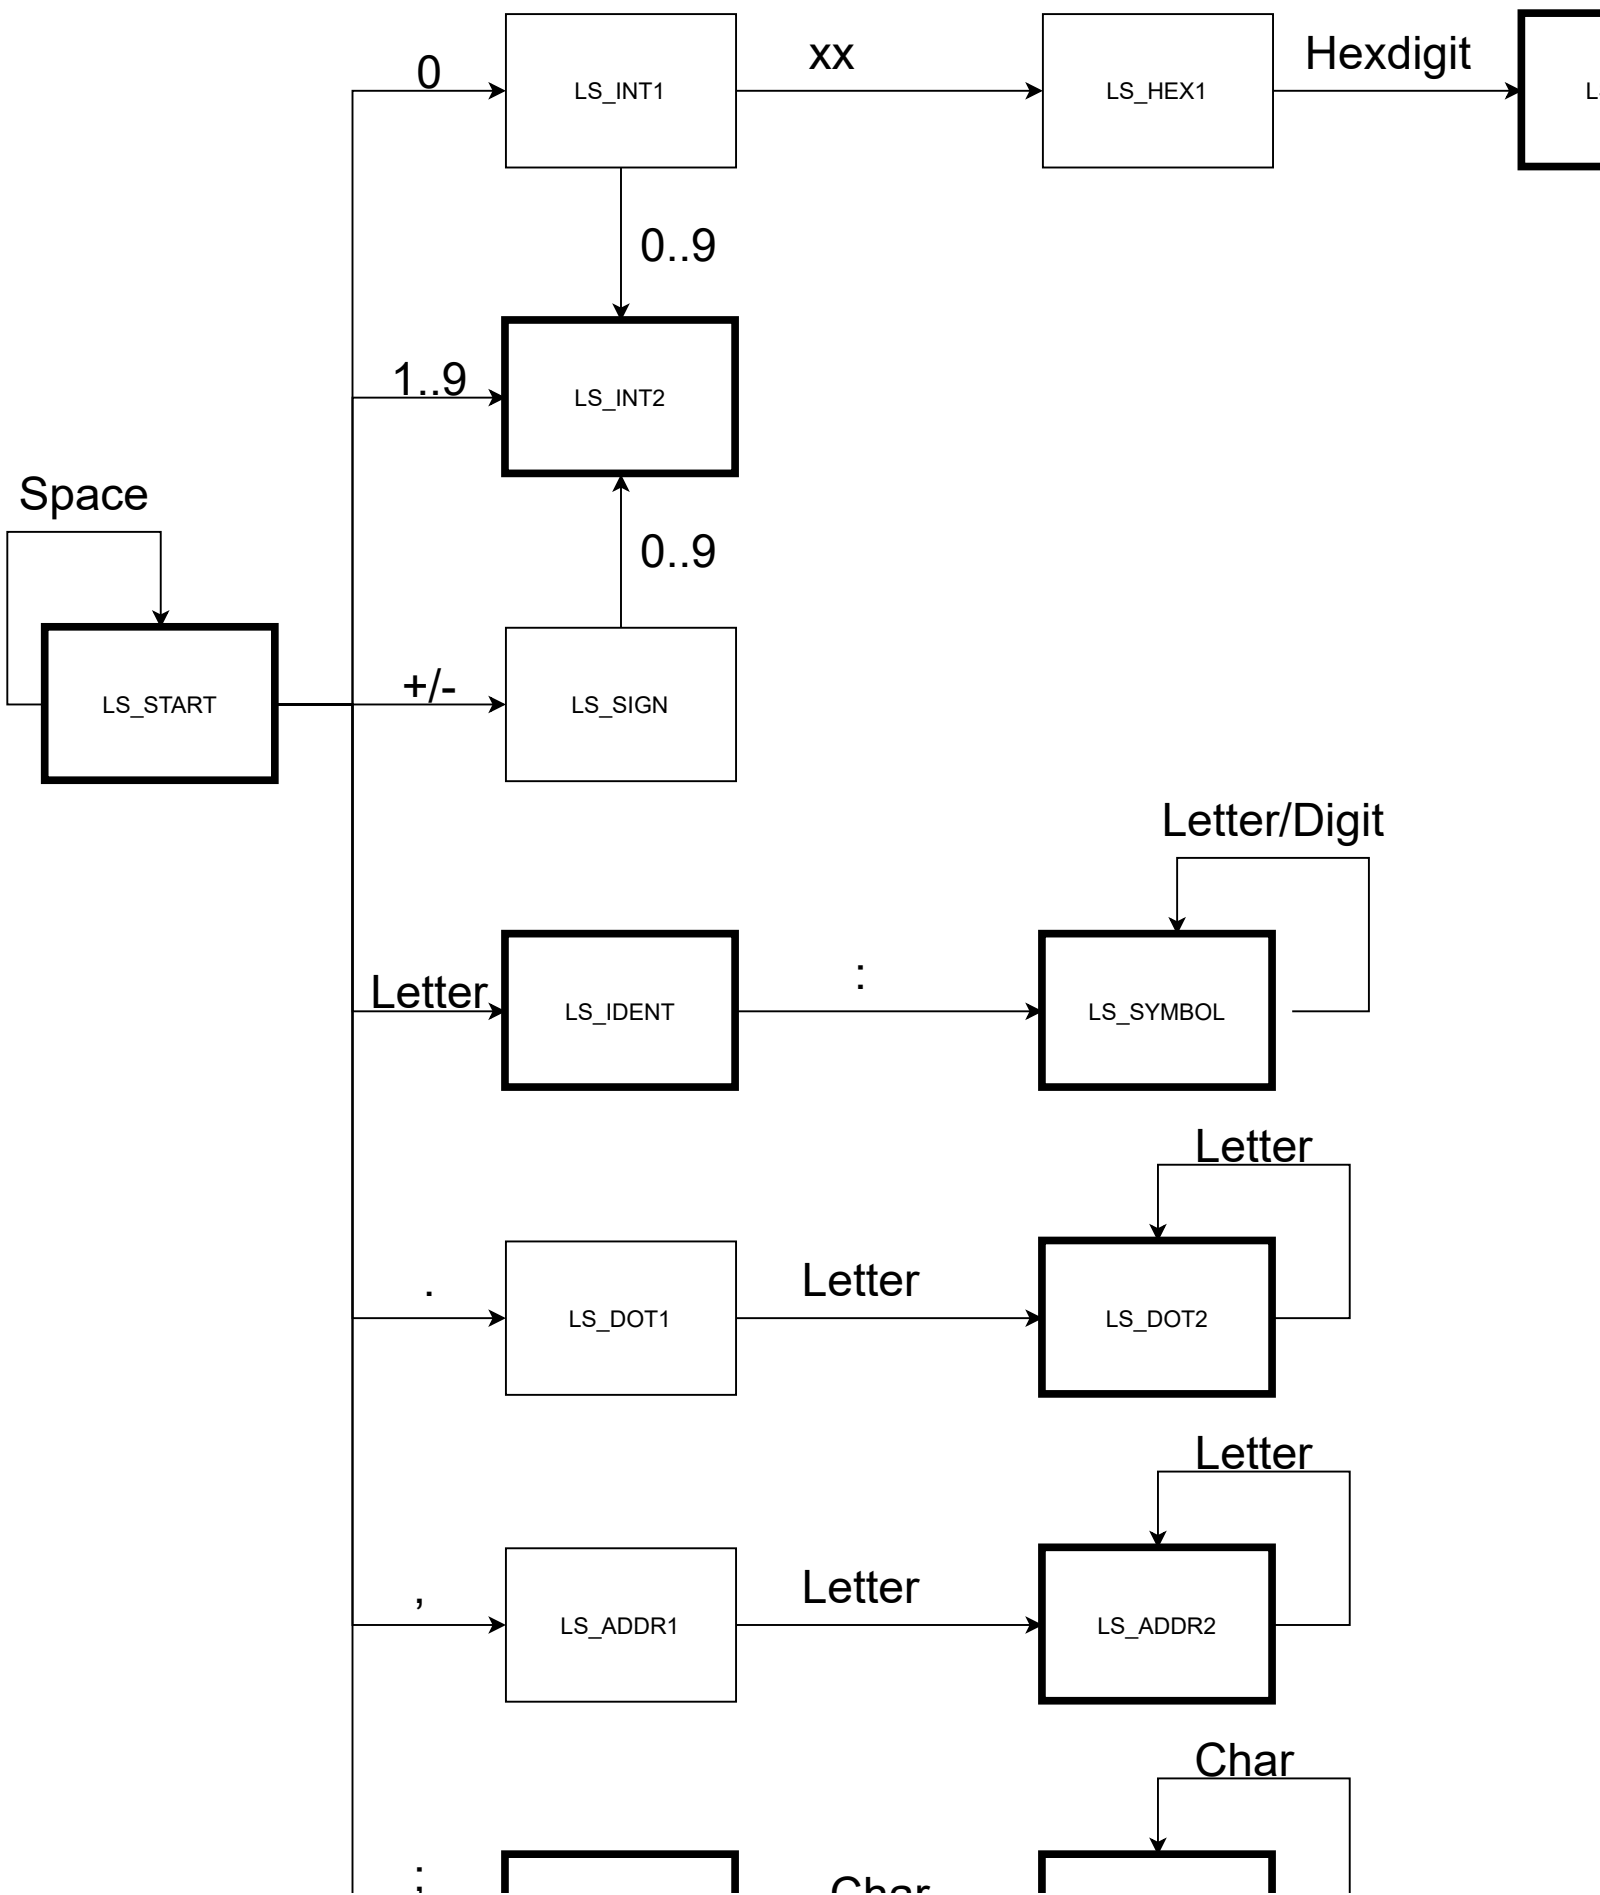 0
LS_INT1
xx
LS_HEX1
Hexdigit
0..9
1..9
LS_INT2
Space
0..9
LS_START
+/-
LS_SIGN
Letter/Digit
Letter
LS_IDENT
:
LS_SYMBOL
Letter
.
LS_DOT1
Letter
LS_DOT2
Letter
,
LS_ADDR1
Letter
LS_ADDR2
Char
;
Char